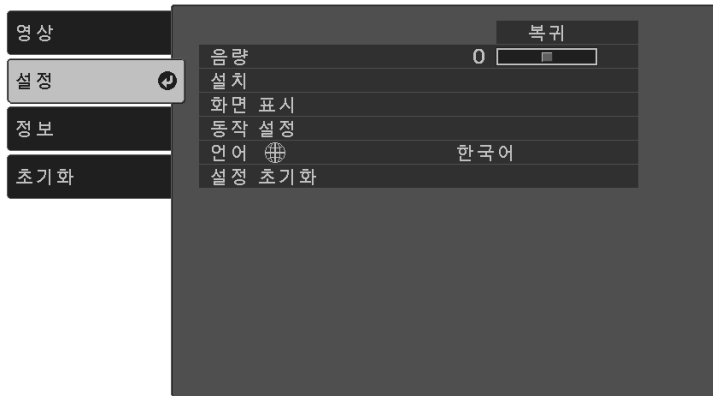 영상
설정
정보
초기화
복귀
음량 0
설치
화면 표시
동작 설정
언어 한국어
설정 초기화